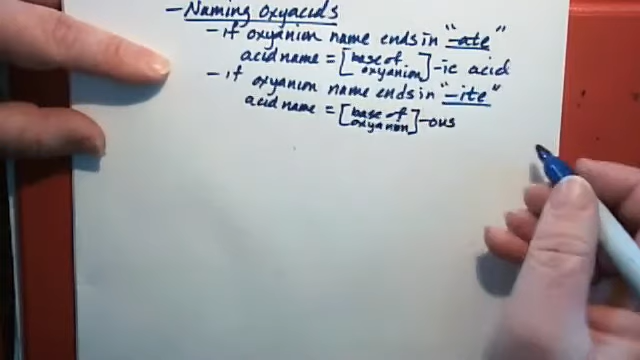 - Naming oxyacids
- if oxyanion name ends in "-ate"
acid name = [base of oxyanion]-ic acid
- if oxyanion name ends in "-ite"
acid name = [base of oxyanion]-ous